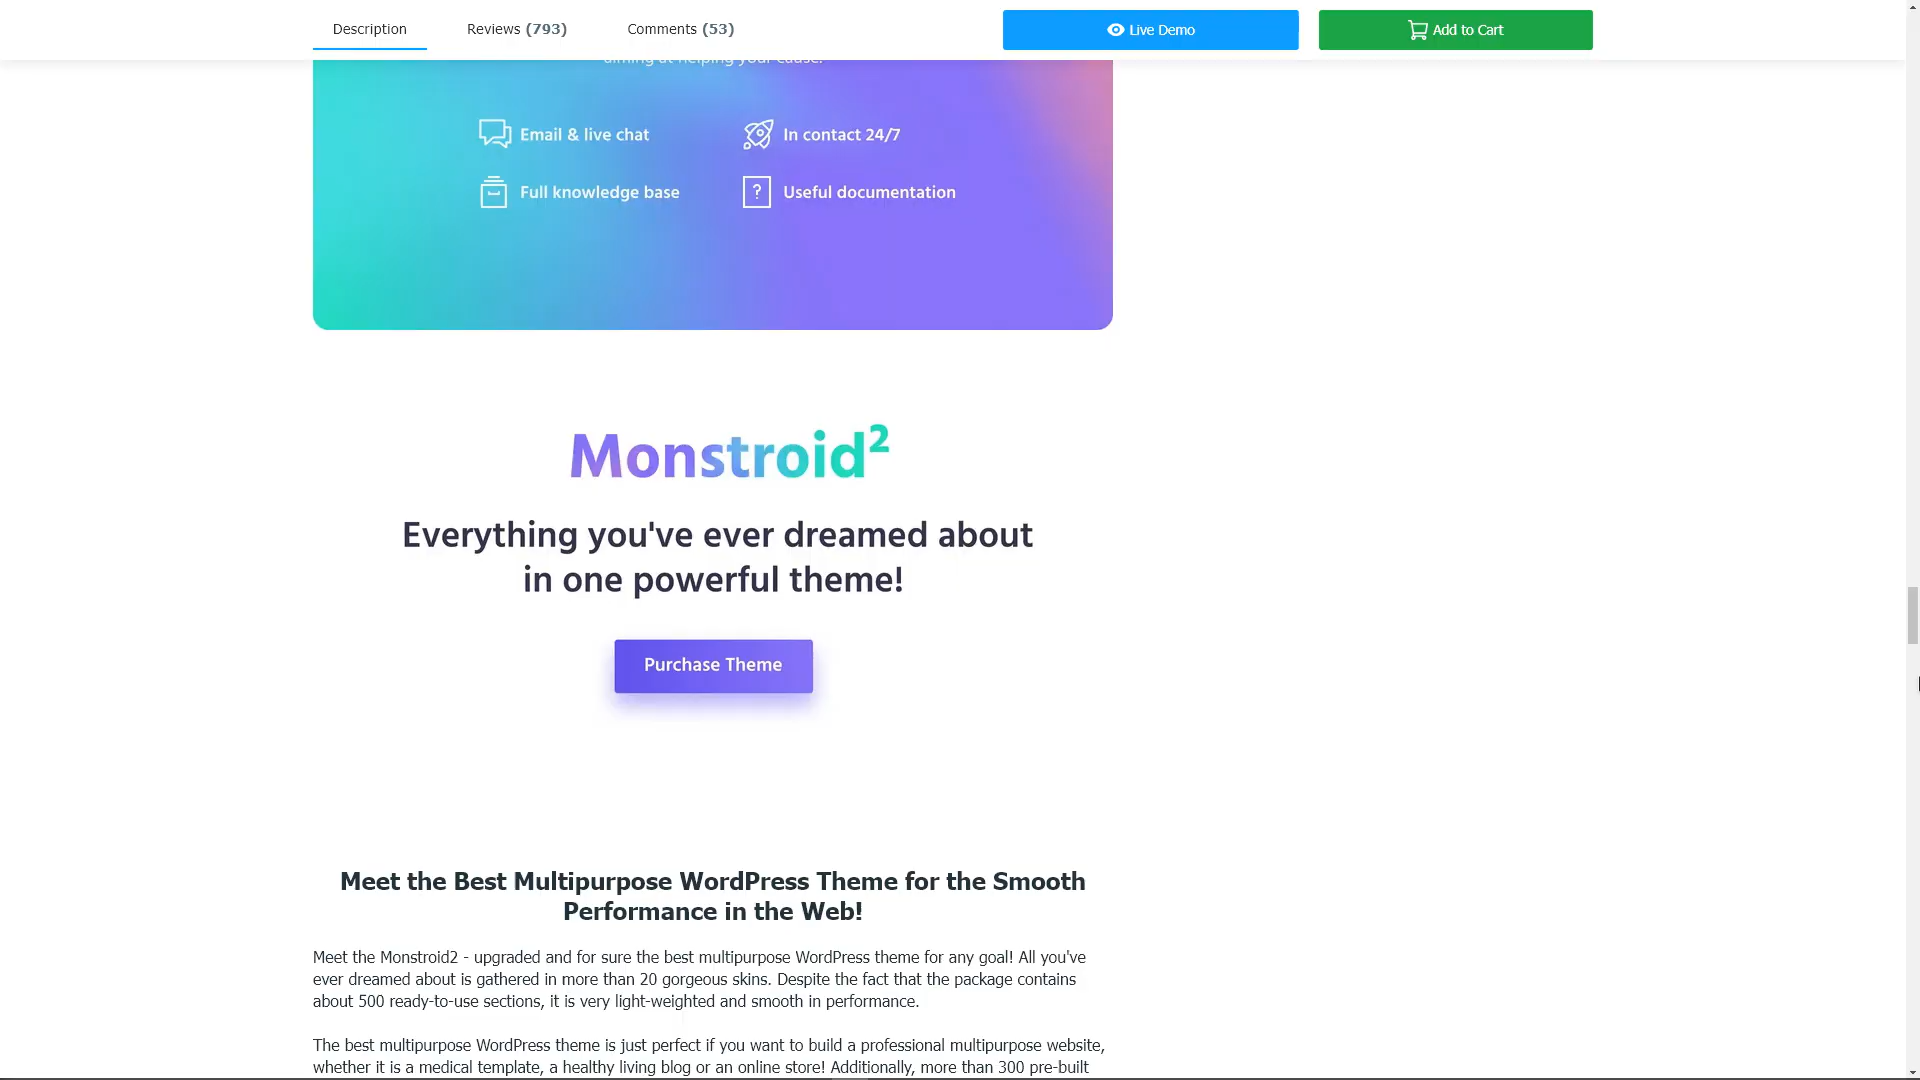 Description Reviews (793) Comments (53) Live Demo Add to Cart
aiming at helping your cause.
Email & live chat In contact 24/7
Full knowledge base ? Useful documentation
Monstroid²
Everything you've ever dreamed about
in one powerful theme!
Purchase Theme
Meet the Best Multipurpose WordPress Theme for the Smooth
Performance in the Web!
Meet the Monstroid2 - upgraded and for sure the best multipurpose WordPress theme for any goal! All you've
ever dreamed about is gathered in more than 20 gorgeous skins. Despite the fact that the package contains
about 500 ready-to-use sections, it is very light-weighted and smooth in performance.
The best multipurpose WordPress theme is just perfect if you want to build a professional multipurpose website,
whether it is a medical template, a healthy living blog or an online store! Additionally, more than 300 pre-built